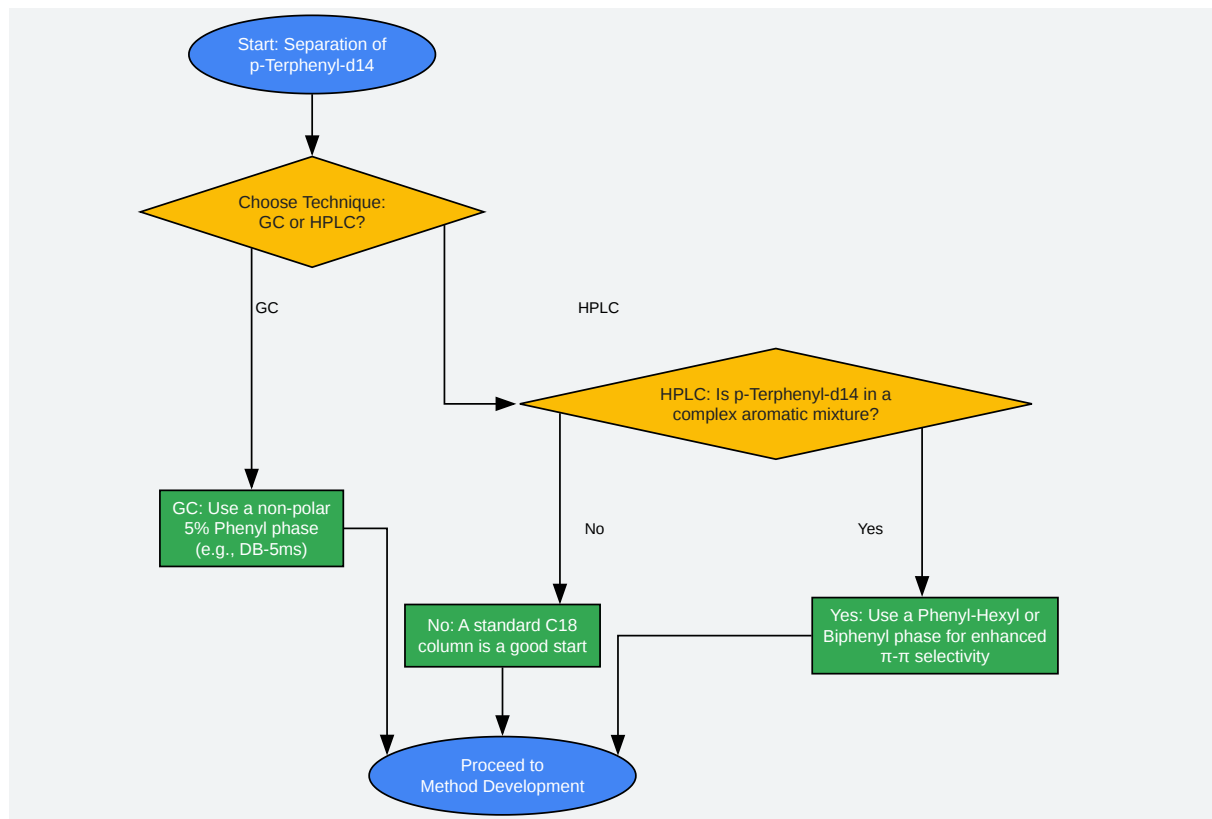 Start: Separation of
p-Terphenyl-d14
Choose Technique:
GC or HPLC?
GC
HPLC
HPLC: Is p-Terphenyl-d14 in a
complex aromatic mixture?
GC: Use a non-polar
5% Phenyl phase
(e.g., DB-5ms)
No
Yes
No: A standard C18
column is a good start
Yes: Use a Phenyl-Hexyl or
Biphenyl phase for enhanced
π-π selectivity
Proceed to
Method Development